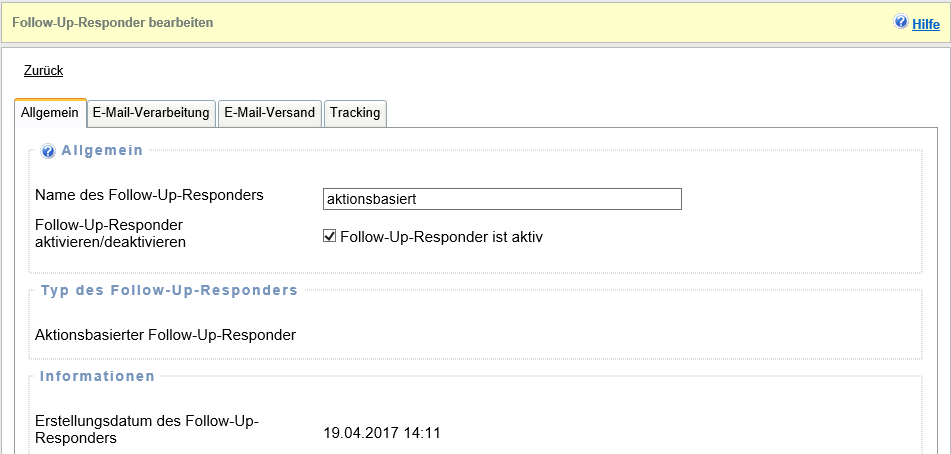 Follow-Up-Responder bearbeiten
Hilfe
Zurück
Allgemein
E-Mail-Verarbeitung
E-Mail-Versand
Tracking
Allgemein
Name des Follow-Up-Responders
aktionsbasiert
Follow-Up-Responder
aktivieren/deaktivieren
Follow-Up-Responder ist aktiv
Typ des Follow-Up-Responders
Aktionsbasierter Follow-Up-Responder
Informationen
Erstellungsdatum des Follow-Up-
Responders
19.04.2017 14:11